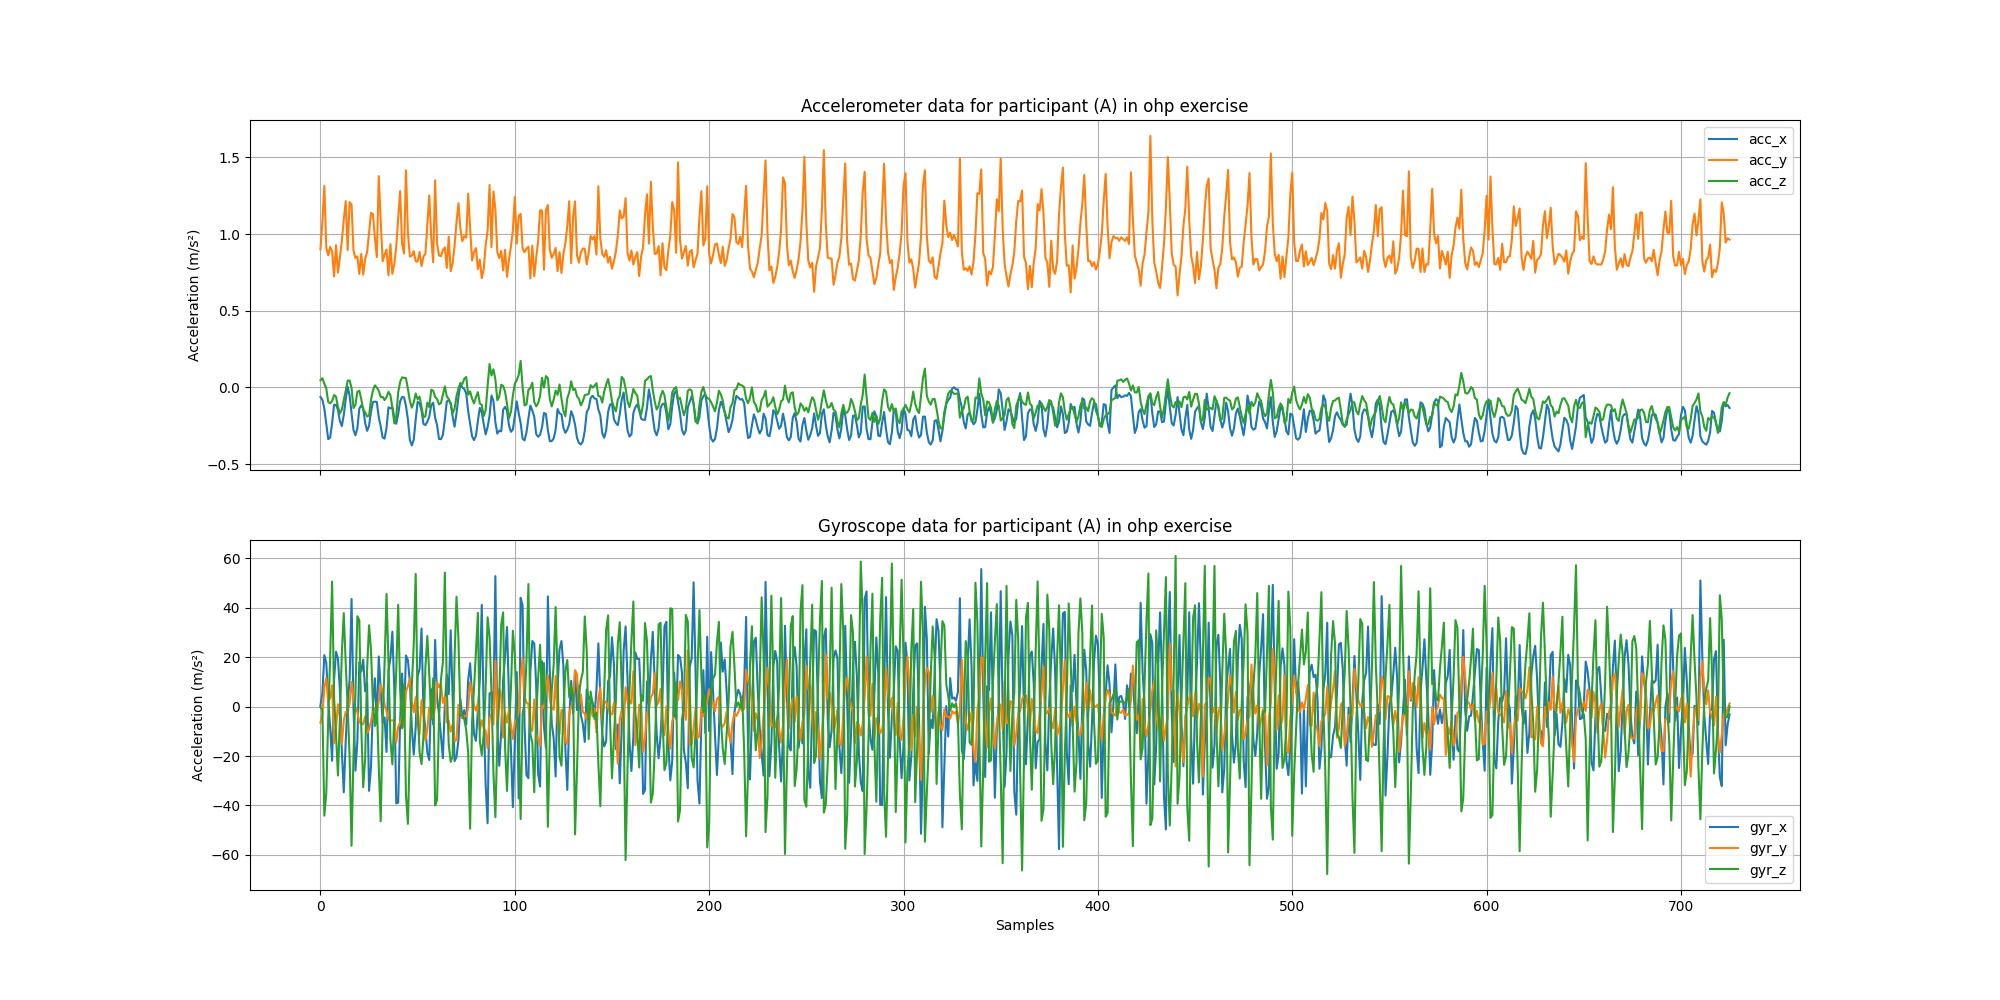 Accelerometer data for participant (A) in ohp exercise
Acceleration (m/s²)
1.5
1.0
0.5
0.0
−0.5
acc_x
acc_y
acc_z
Gyroscope data for participant (A) in ohp exercise
Acceleration (m/s²)
60
40
20
0
−20
−40
−60
gyr_x
gyr_y
gyr_z
0 100 200 300 400 500 600 700
Samples